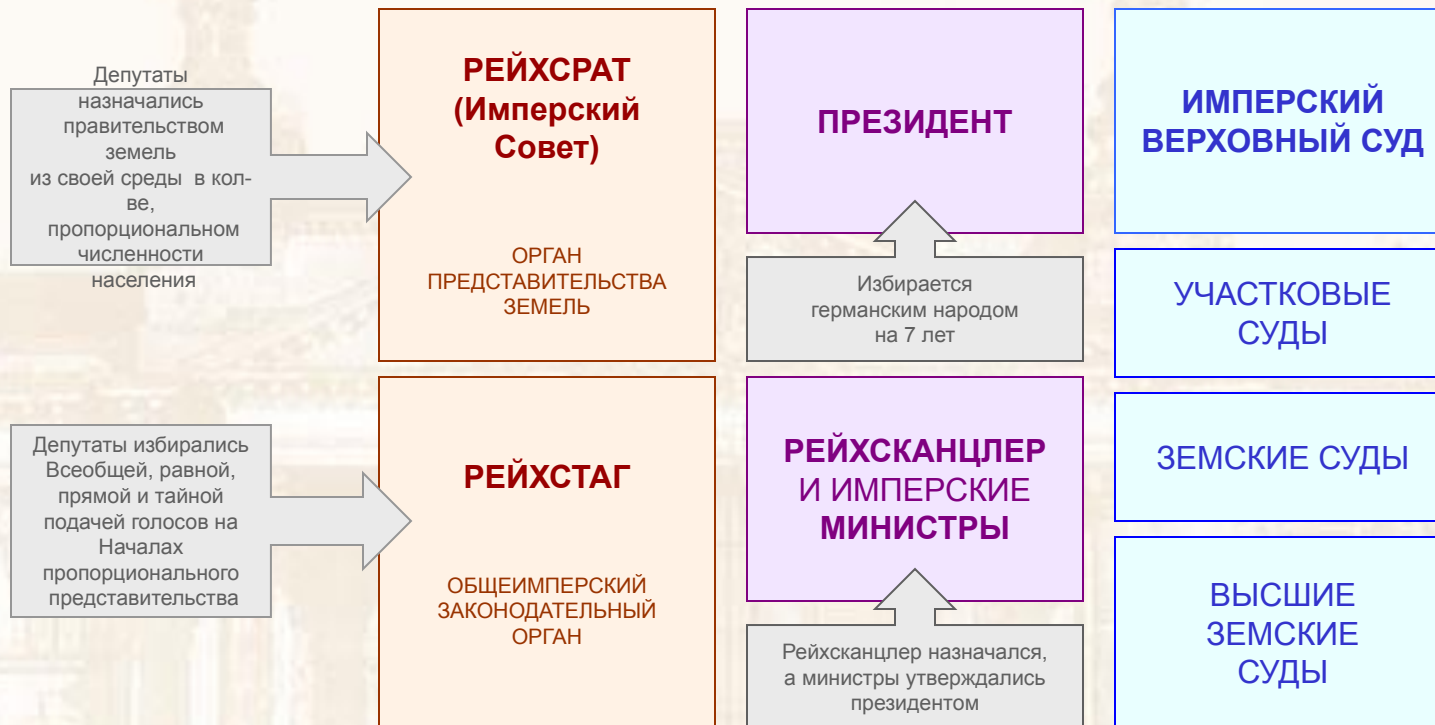 Депутаты
назначались
правительством
земель
из своей среды в кол-
ве,
пропорциональном
численности
населения
РЕЙХСРАТ
(Имперский
Совет)
ОРГАН
ПРЕДСТАВИТЕЛЬСТВА
ЗЕМЕЛЬ
Депутаты избирались
Всеобщей, равной,
прямой и тайной
подачей голосов на
Началах
пропорционального
представительства
РЕЙХСТАГ
ОБЩЕИМПЕРСКИЙ
ЗАКОНОДАТЕЛЬНЫЙ
ОРГАН
ПРЕЗИДЕНТ
Избирается
германским народом
на 7 лет
РЕЙХСКАНЦЛЕР
И ИМПЕРСКИЕ
МИНИСТРЫ
Рейхсканцлер назначался,
а министры утверждались
президентом
ИМПЕРСКИЙ
ВЕРХОВНЫЙ СУД
УЧАСТКОВЫЕ
СУДЫ
ЗЕМСКИЕ СУДЫ
ВЫСШИЕ
ЗЕМСКИЕ
СУДЫ